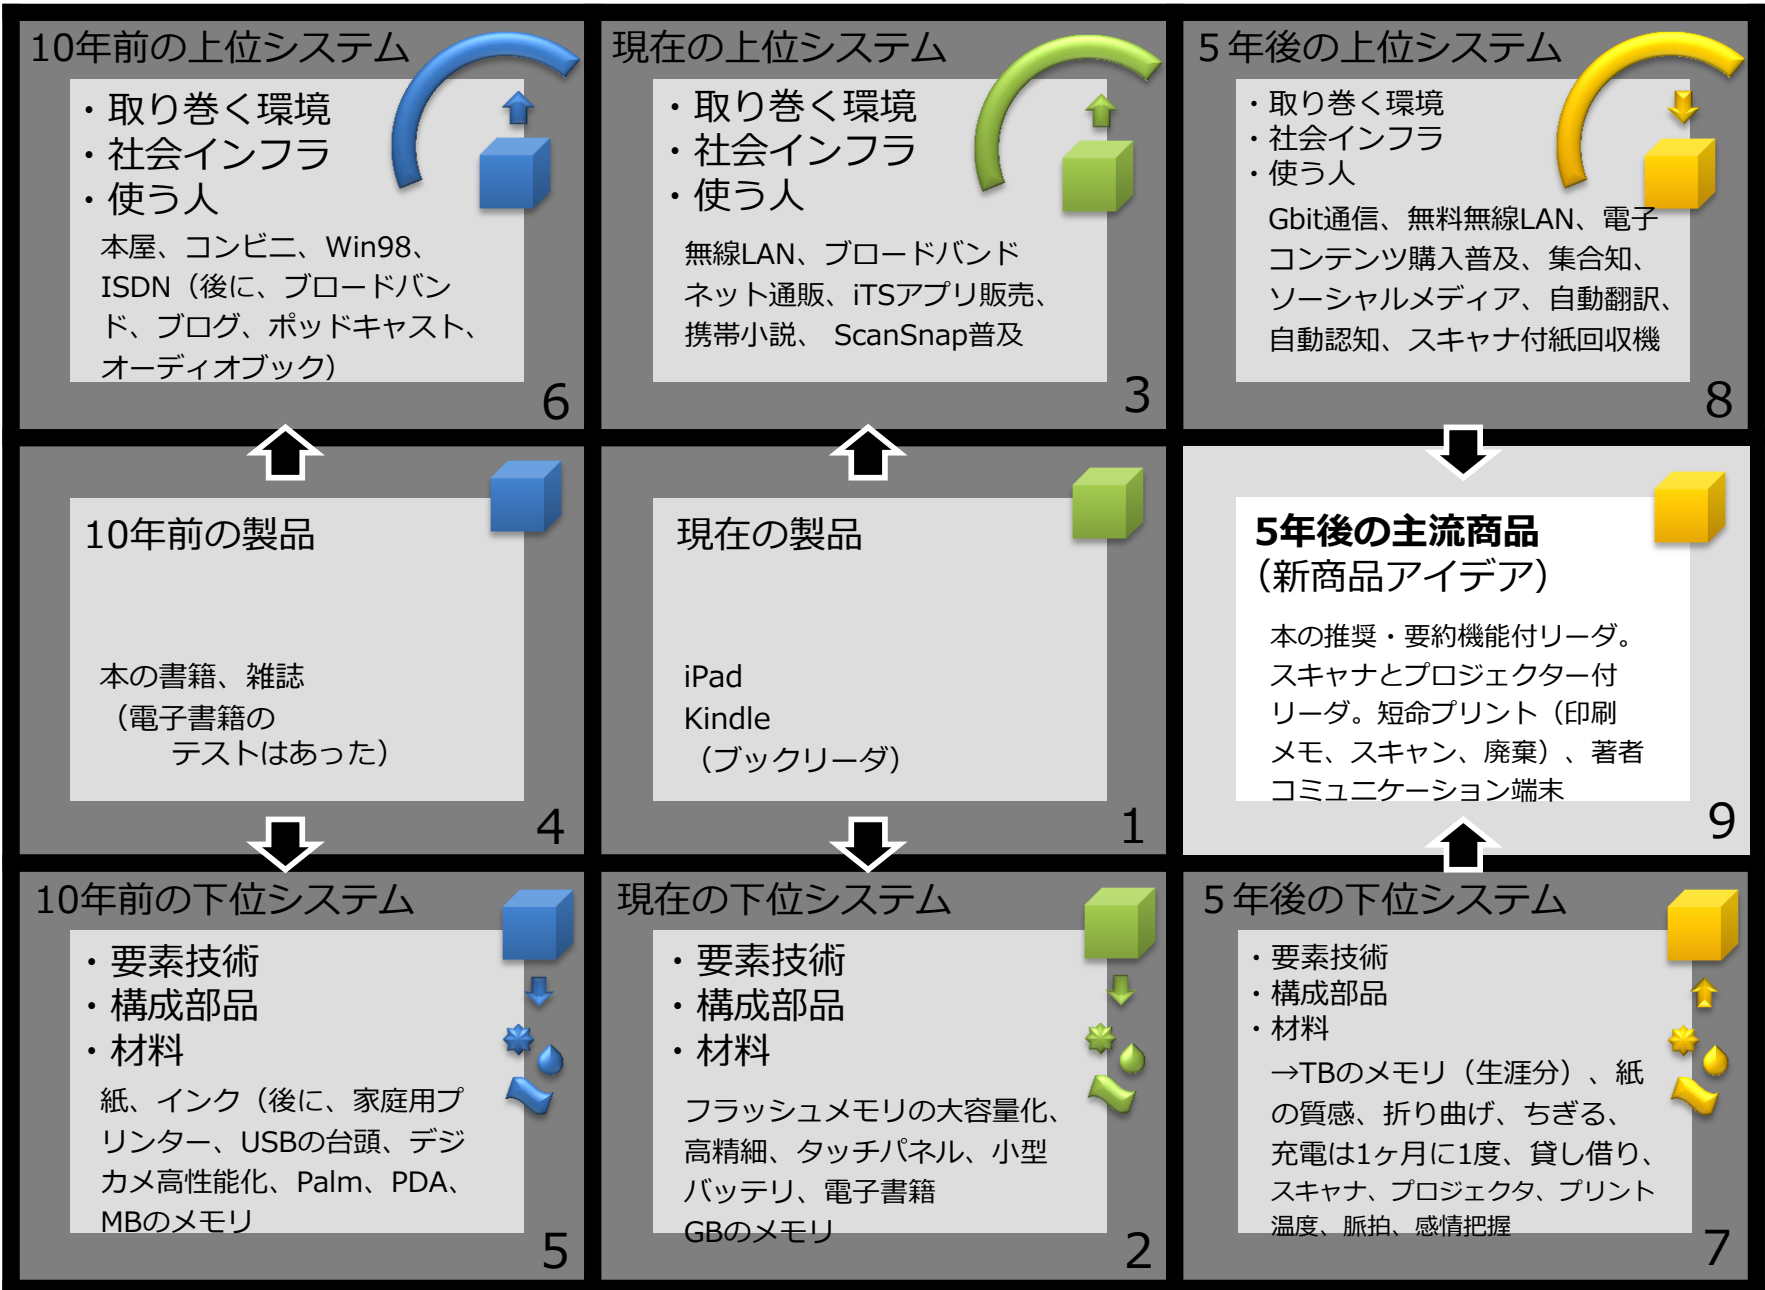 10年前の上位システム
・取り巻く環境
・社会インフラ
・使う人
本屋、コンビニ、Win98、
ISDN（後に、ブロードバン
ド、ブログ、ポッドキャスト、
オーディオブック）
6
現在の上位システム
・取り巻く環境
・社会インフラ
・使う人
無線LAN、ブロードバンド
ネット通販、iTSアプリ販売、
携帯小説、 ScanSnap普及
3
５年後の上位システム
・取り巻く環境
・社会インフラ
・使う人
Gbit通信、無料無線LAN、電子
コンテンツ購入普及、集合知、
ソーシャルメディア、自動翻訳、
自動認知、スキャナ付紙回収機
8
10年前の製品
本の書籍、雑誌
（電子書籍の
テストはあった）
4
現在の製品
iPad
Kindle
（ブックリーダ）
1
5年後の主流商品
（新商品アイデア）
本の推奨・要約機能付リーダ。
スキャナとプロジェクター付
リーダ。短命プリント（印刷
メモ、スキャン、廃棄）、著者
コミュニケーション端末
9
10年前の下位システム
・要素技術
・構成部品
・材料
紙、インク（後に、家庭用プ
リンター、USBの台頭、デジ
カメ高性能化、Palm、PDA、
MBのメモリ
5
現在の下位システム
・要素技術
・構成部品
・材料
フラッシュメモリの大容量化、
高精細、タッチパネル、小型
バッテリ、電子書籍
GBのメモリ
2
５年後の下位システム
・要素技術
・構成部品
・材料
→TBのメモリ（生涯分）、紙
の質感、折り曲げ、ちぎる、
充電は1ヶ月に1度、貸し借り、
スキャナ、プロジェクタ、プリント
温度、脈拍、感情把握
7